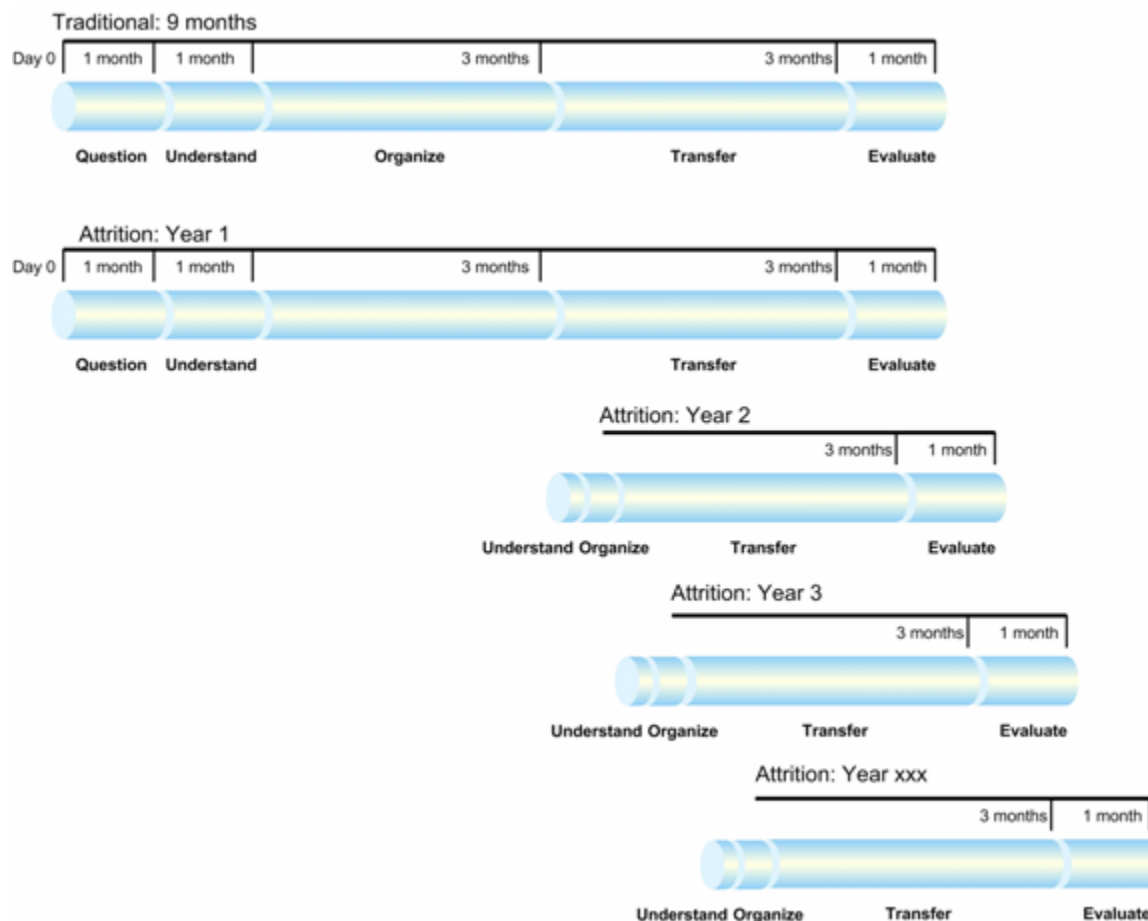 Traditional: 9 months
Day 0 1 month 1 month 3 months 3 months 1 month
Question Understand Organize Transfer Evaluate
Attrition: Year 1
Day 0 1 month 1 month 3 months 3 months 1 month
Question Understand Transfer Evaluate
Attrition: Year 2
3 months 1 month
Understand Organize Transfer Evaluate
Attrition: Year 3
3 months 1 month
Understand Organize Transfer Evaluate
Attrition: Year xxx
3 months 1 month
Understand Organize Transfer Evaluate